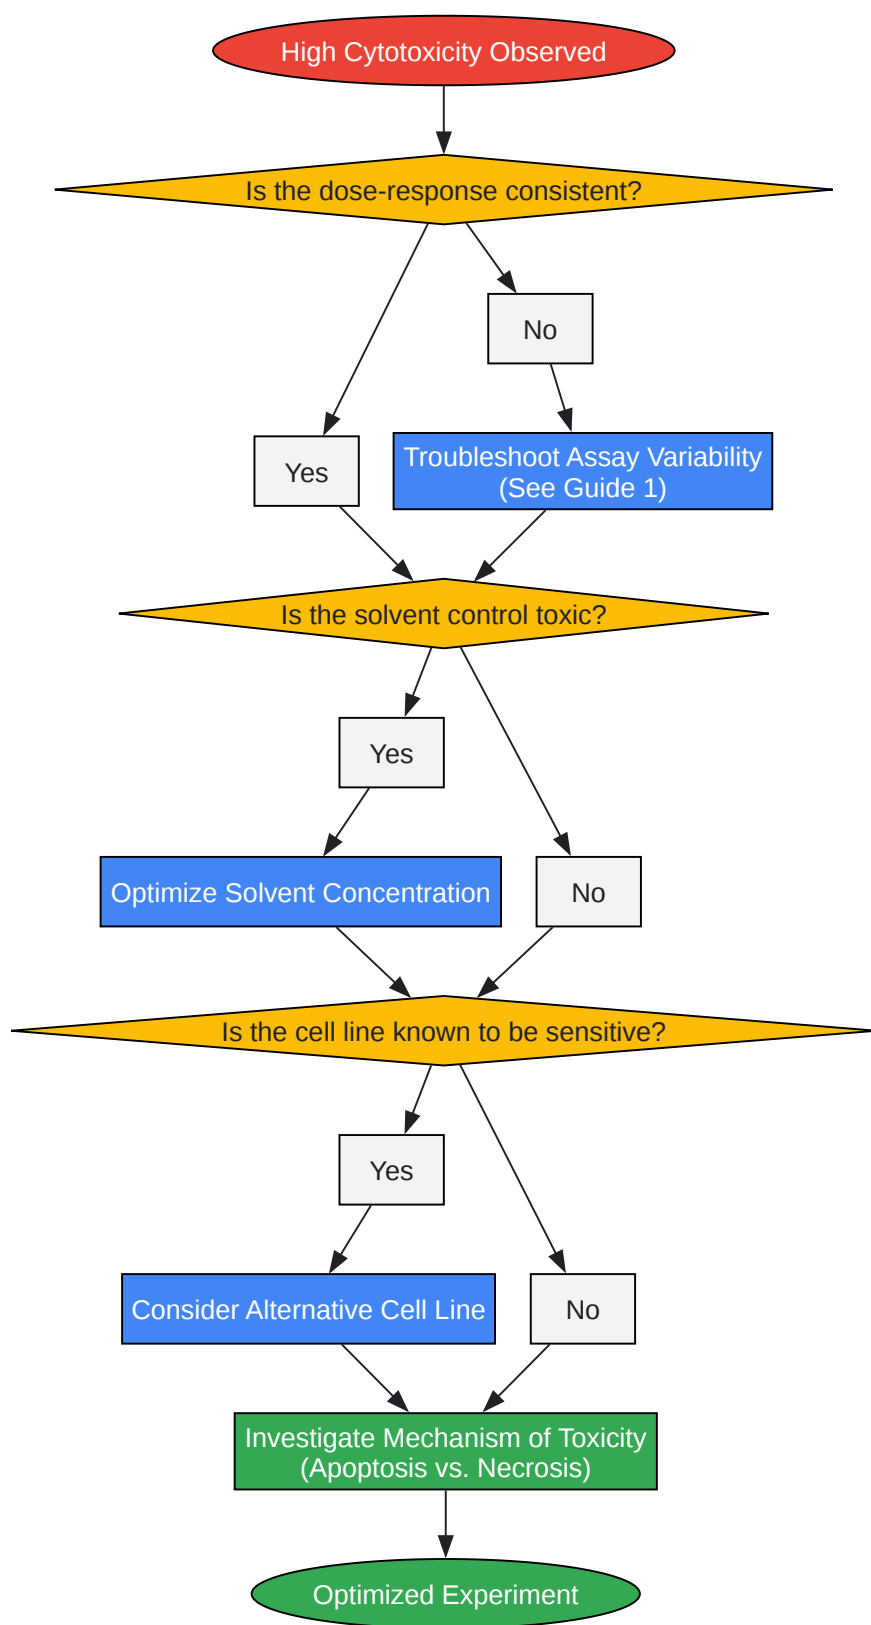 High Cytotoxicity Observed
Is the dose-response consistent?
No
Yes
Troubleshoot Assay Variability
(See Guide 1)
Is the solvent control toxic?
Yes
Optimize Solvent Concentration
No
Is the cell line known to be sensitive?
Yes
Consider Alternative Cell Line
No
Investigate Mechanism of Toxicity
(Apoptosis vs. Necrosis)
Optimized Experiment